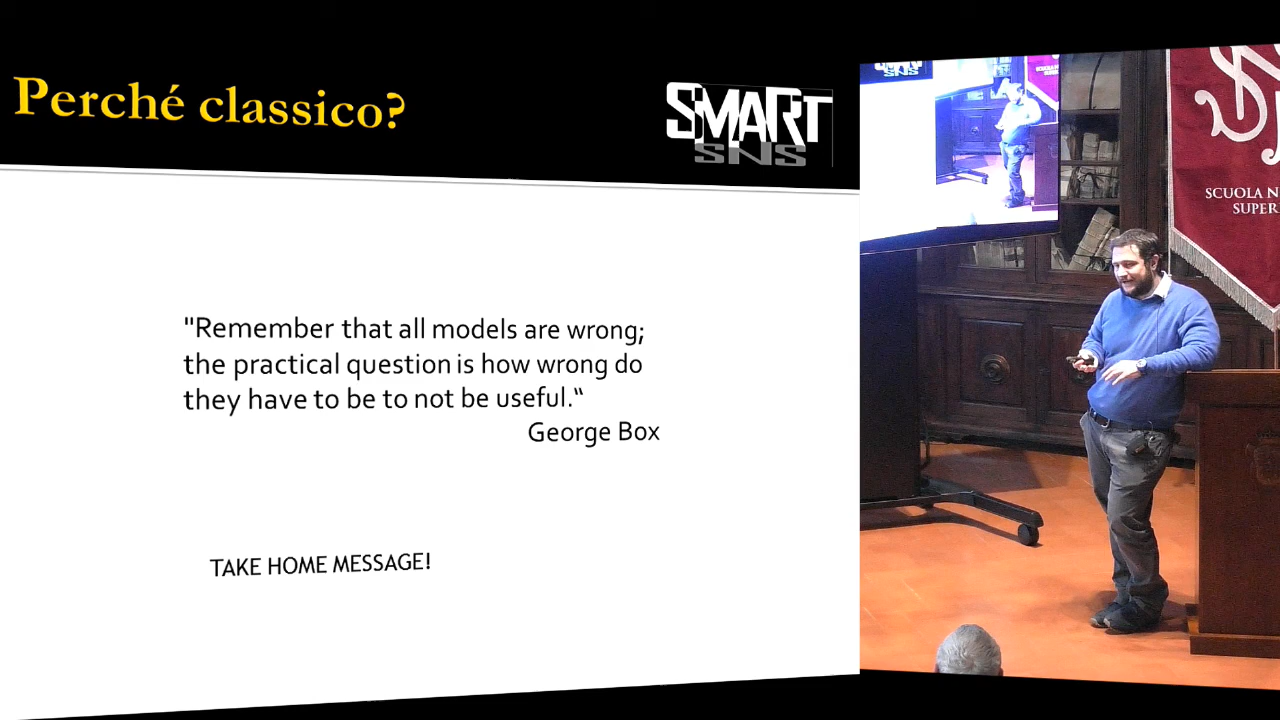 Perché classico?
SMART
SNS
"Remember that all models are wrong;
the practical question is how wrong do
they have to be to not be useful.“
George Box
TAKE HOME MESSAGE!
SNS
SCUOLA N
SUPER